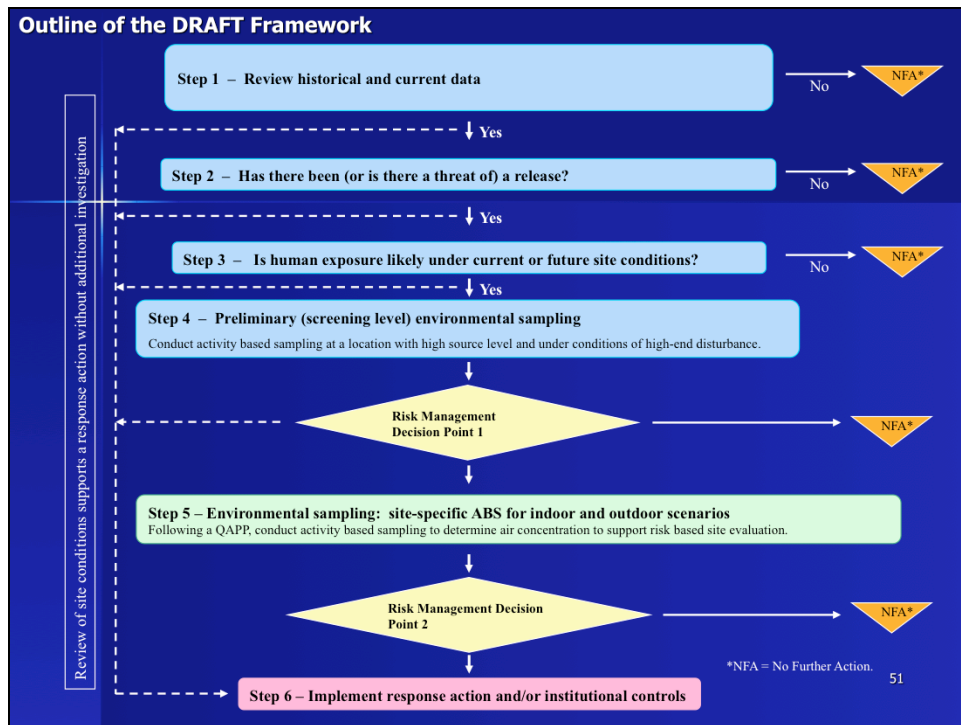 Outline of the DRAFT Framework
Step 1 – Review historical and current data
No
NFA*
Yes
Step 2 – Has there been (or is there a threat of) a release?
No
NFA*
Yes
Step 3 – Is human exposure likely under current or future site conditions?
No
NFA*
Yes
Step 4 – Preliminary (screening level) environmental sampling
Conduct activity based sampling at a location with high source level and under conditions of high-end disturbance.
Risk Management
Decision Point 1
NFA*
Step 5 – Environmental sampling: site-specific ABS for indoor and outdoor scenarios
Following a QAPP, conduct activity based sampling to determine air concentration to support risk based site evaluation.
Risk Management Decision
Point 2
NFA*
Step 6 – Implement response action and/or institutional controls
*NFA = No Further Action.
51
Review of site conditions supports a response action without additional investigation